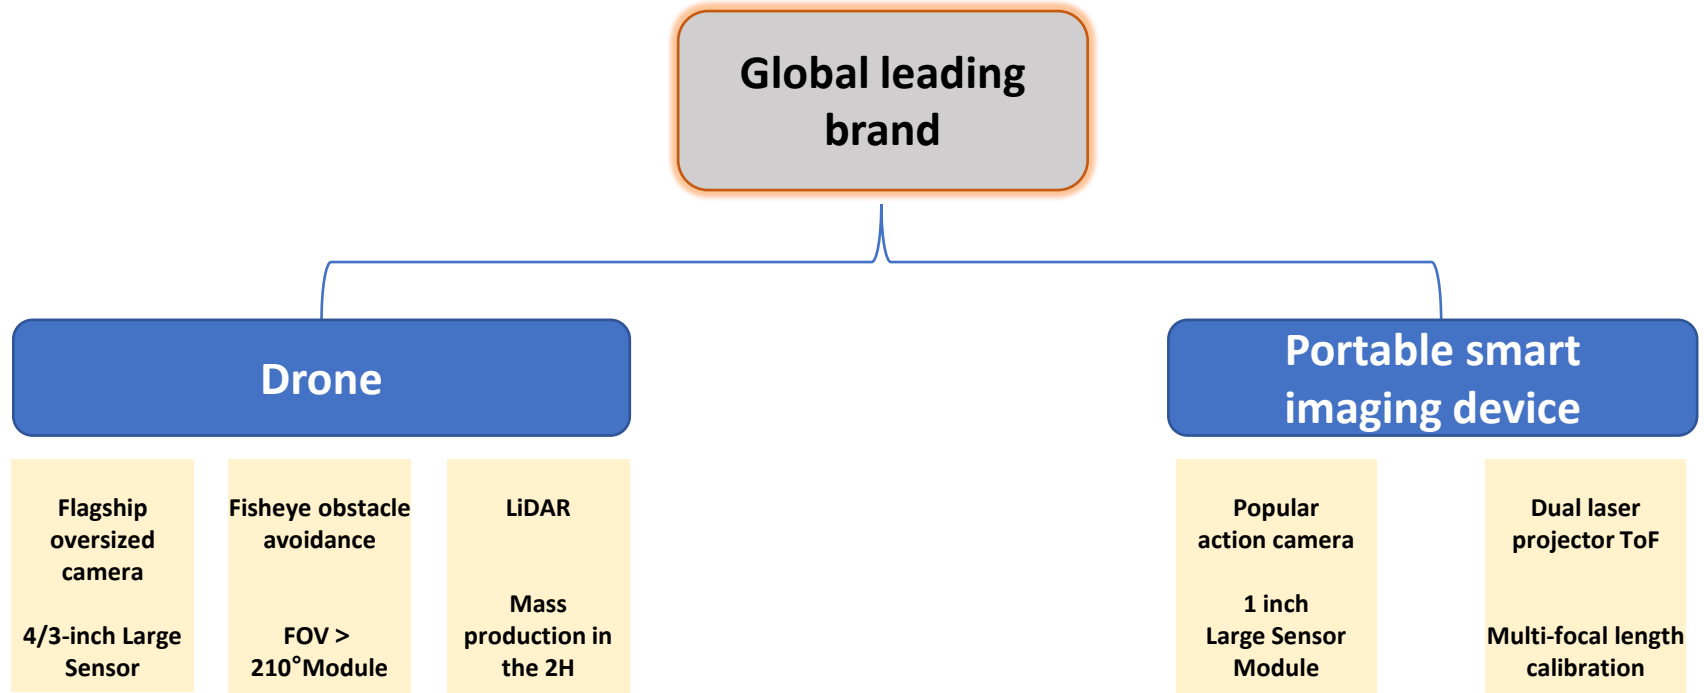 Global leading
brand
Drone
Portable smart
imaging device
Flagship
oversized
camera
4/3-inch Large
Sensor
Fisheye obstacle
avoidance
FOV >
210°Module
LiDAR
Mass
production in
the 2H
Popular
action camera
1 inch
Large Sensor
Module
Dual laser
projector ToF
Multi-focal length
calibration